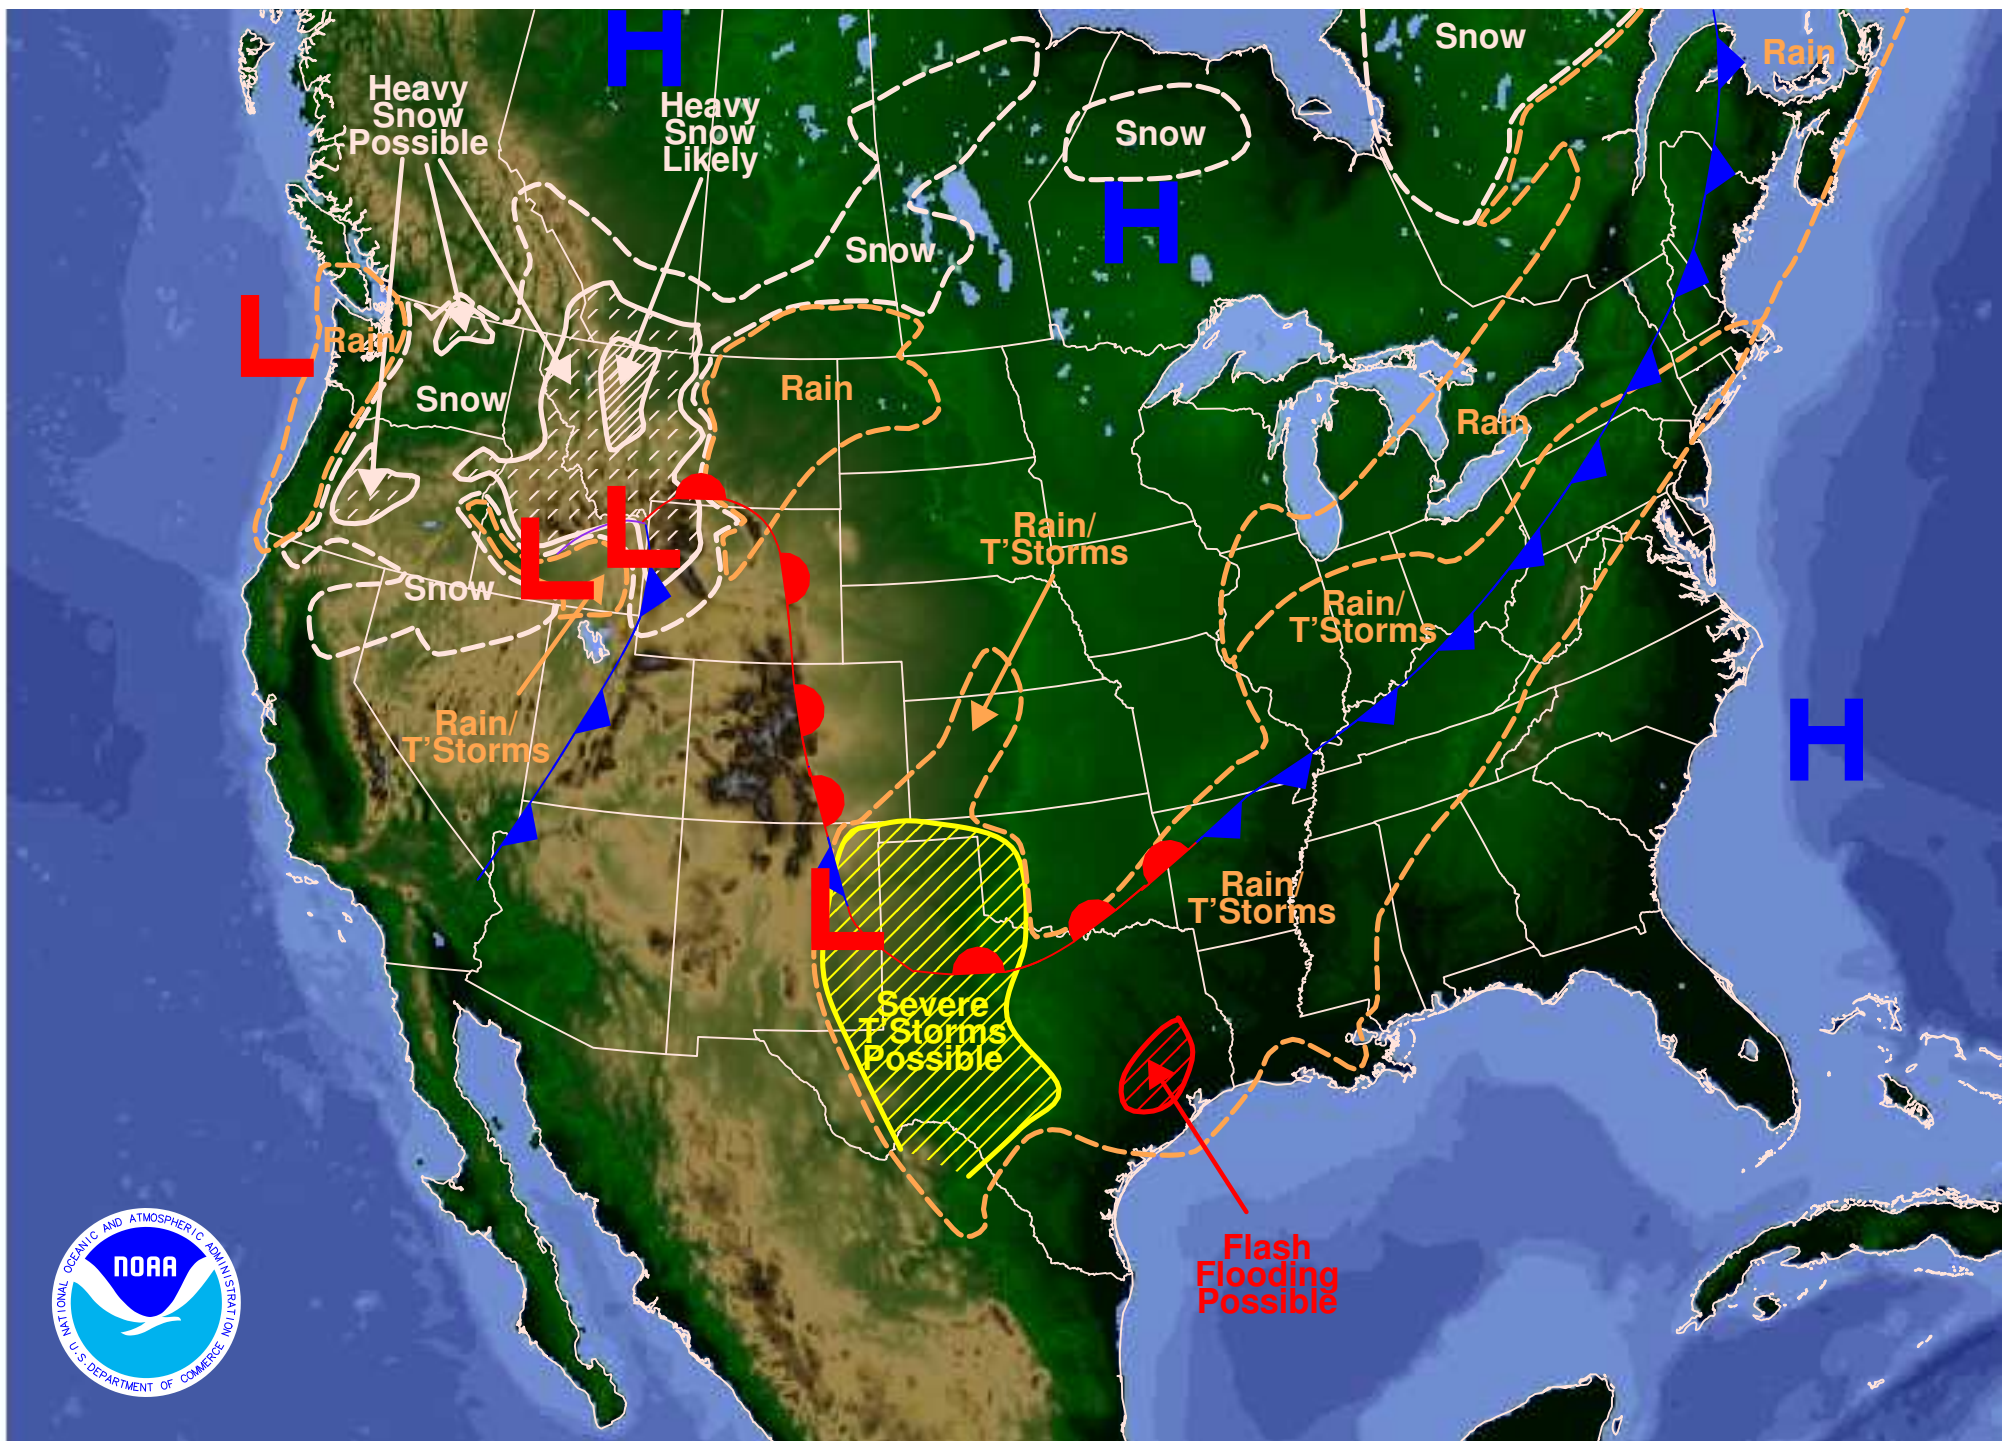 H
Snow
Rain
Heavy
Snow
Possible
Heavy
Snow
Likely
Snow
H
Snow
L
Rain
Rain
Snow
Rain
L
L
Rain/
T'Storms
Snow
Rain/
T'Storms
Rain/
T'Storms
H
L
Rain/
T'Storms
Severe
T'Storms
Possible
Flash
Flooding
Possible
NATIONAL OCEANIC AND ATMOSPHERIC ADMINISTRATION
NOAA
U.S. DEPARTMENT OF COMMERCE